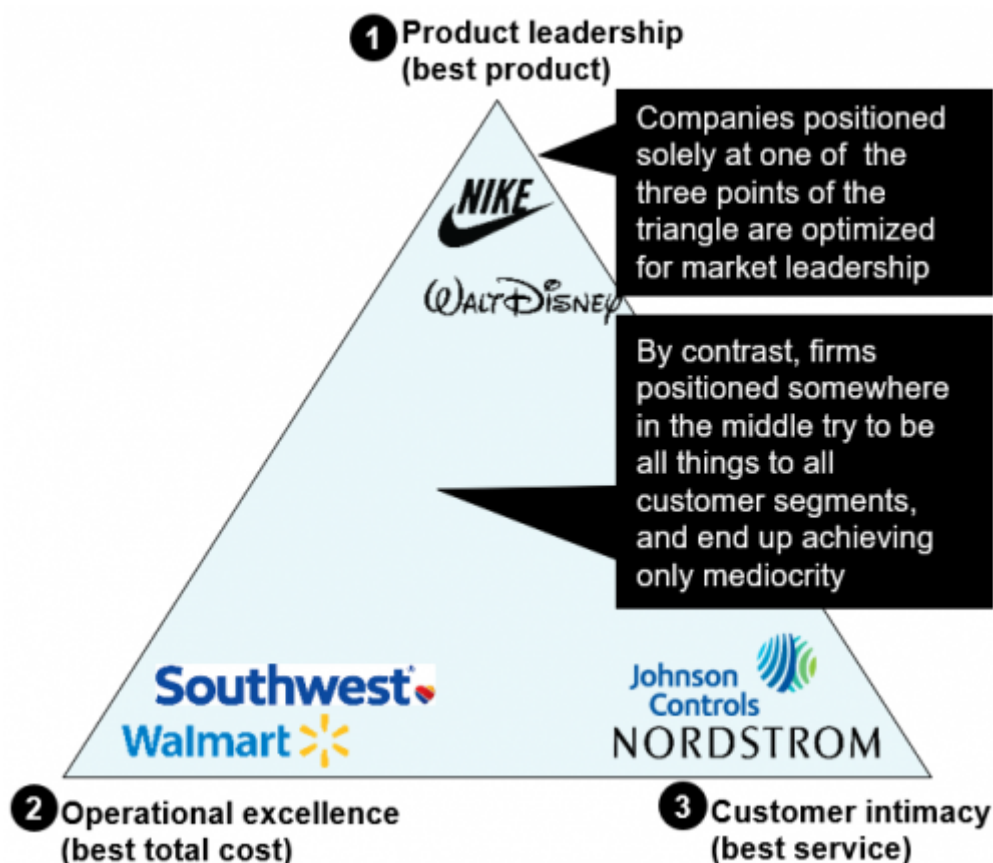 1 Product leadership
(best product)
Companies positioned
solely at one of the
three points of the
triangle are optimized
for market leadership
NIKE
WALT DISNEY
By contrast, firms
positioned somewhere
in the middle try to be
all things to all
customer segments,
and end up achieving
only mediocrity
Southwest®
Walmart
Johnson
Controls
NORDSTROM
2 Operational excellence
(best total cost)
3 Customer intimacy
(best service)